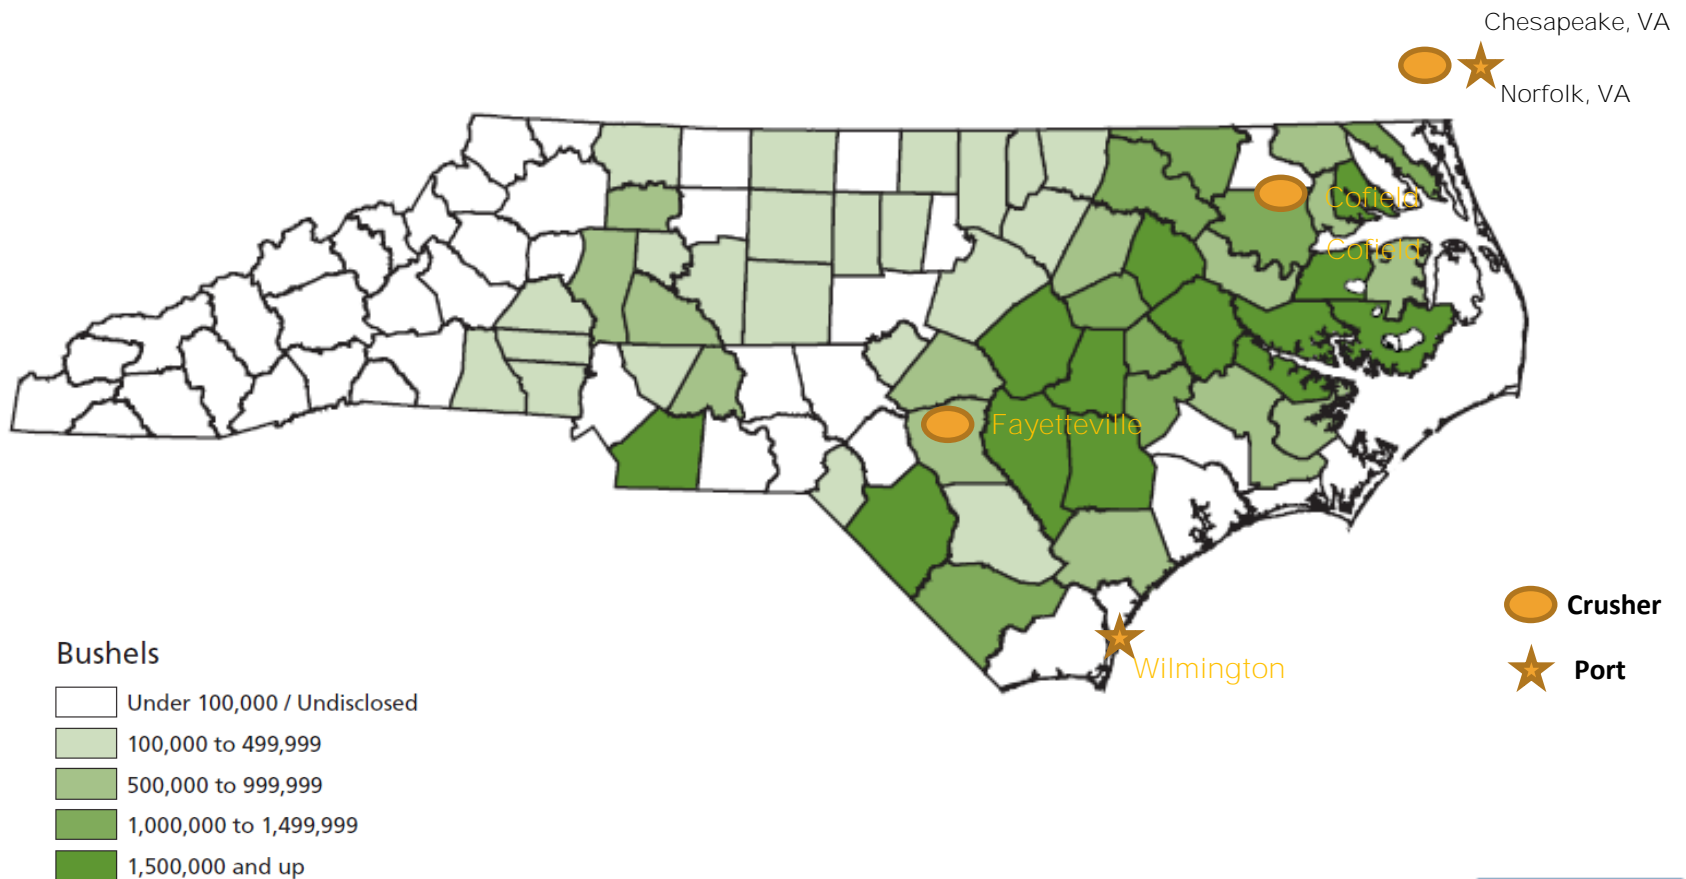 Chesapeake, VA
Norfolk, VA
Cofield
Cofield
Fayetteville
Wilmington
Crusher
Port
Bushels
Under 100,000 / Undisclosed
100,000 to 499,999
500,000 to 999,999
1,000,000 to 1,499,999
1,500,000 and up